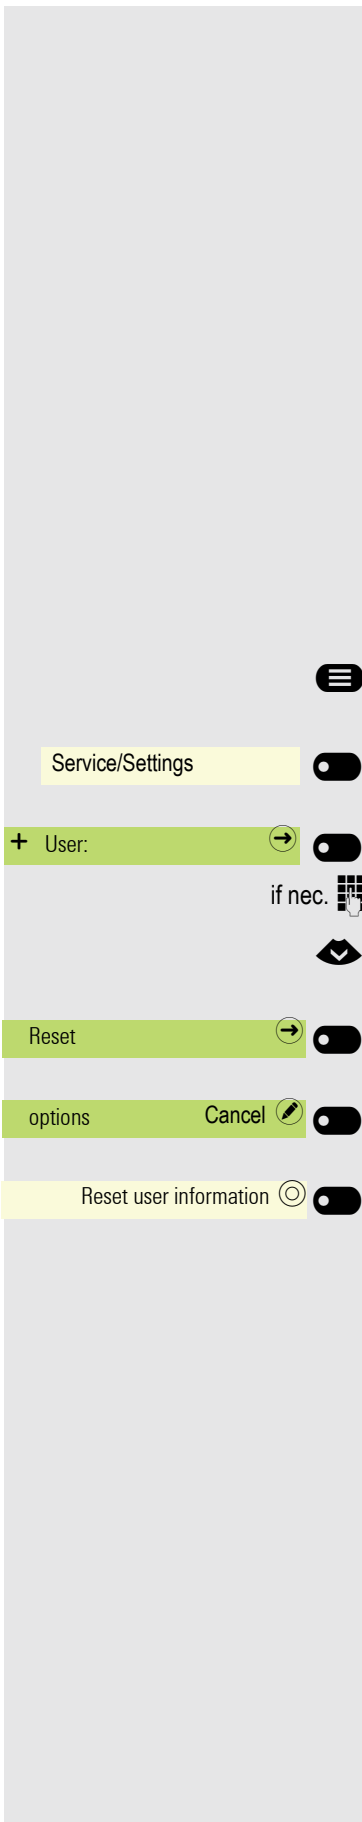 Service/Settings
+ User:
if nec.
Reset
options Cancel
Reset user information